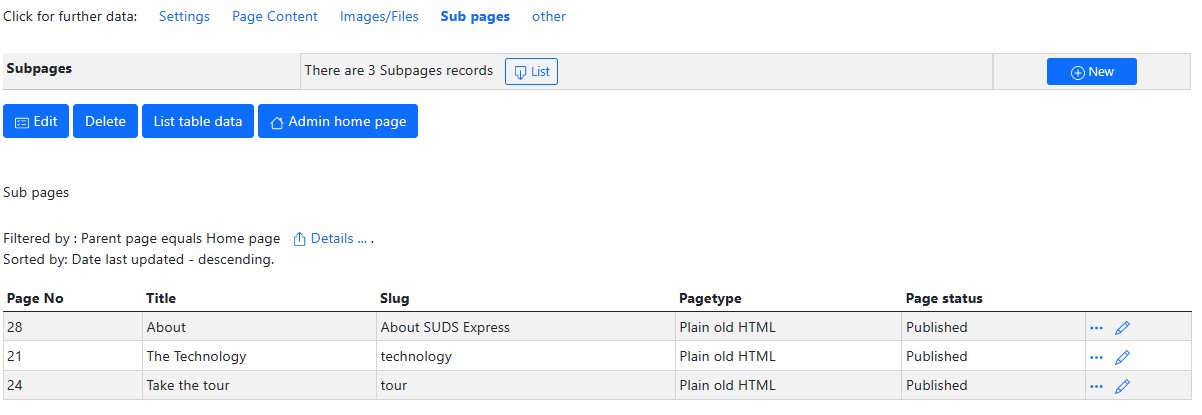 Click for further data: Settings Page Content Images/Files Sub pages other
Subpages There are 3 Subpages records List New
Edit Delete List table data Admin home page
Sub pages
Filtered by : Parent page equals Home page Details ... .
Sorted by: Date last updated - descending.
Page No Title Slug Pagetype Page status
28 About About SUDS Express Plain old HTML Published ...
21 The Technology technology Plain old HTML Published ...
24 Take the tour tour Plain old HTML Published ...